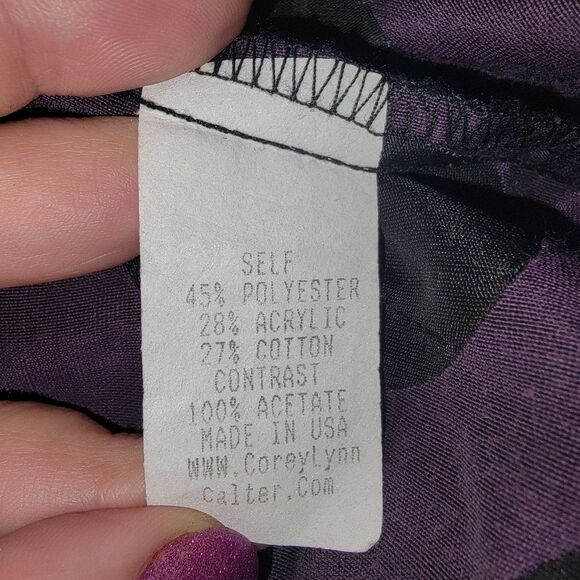 SELF
45% POLYESTER
28% ACRYLIC
27% COTTON
CONTRAST
100% ACETATE
MADE IN USA
WWW.CoreyLynn
calter.Com